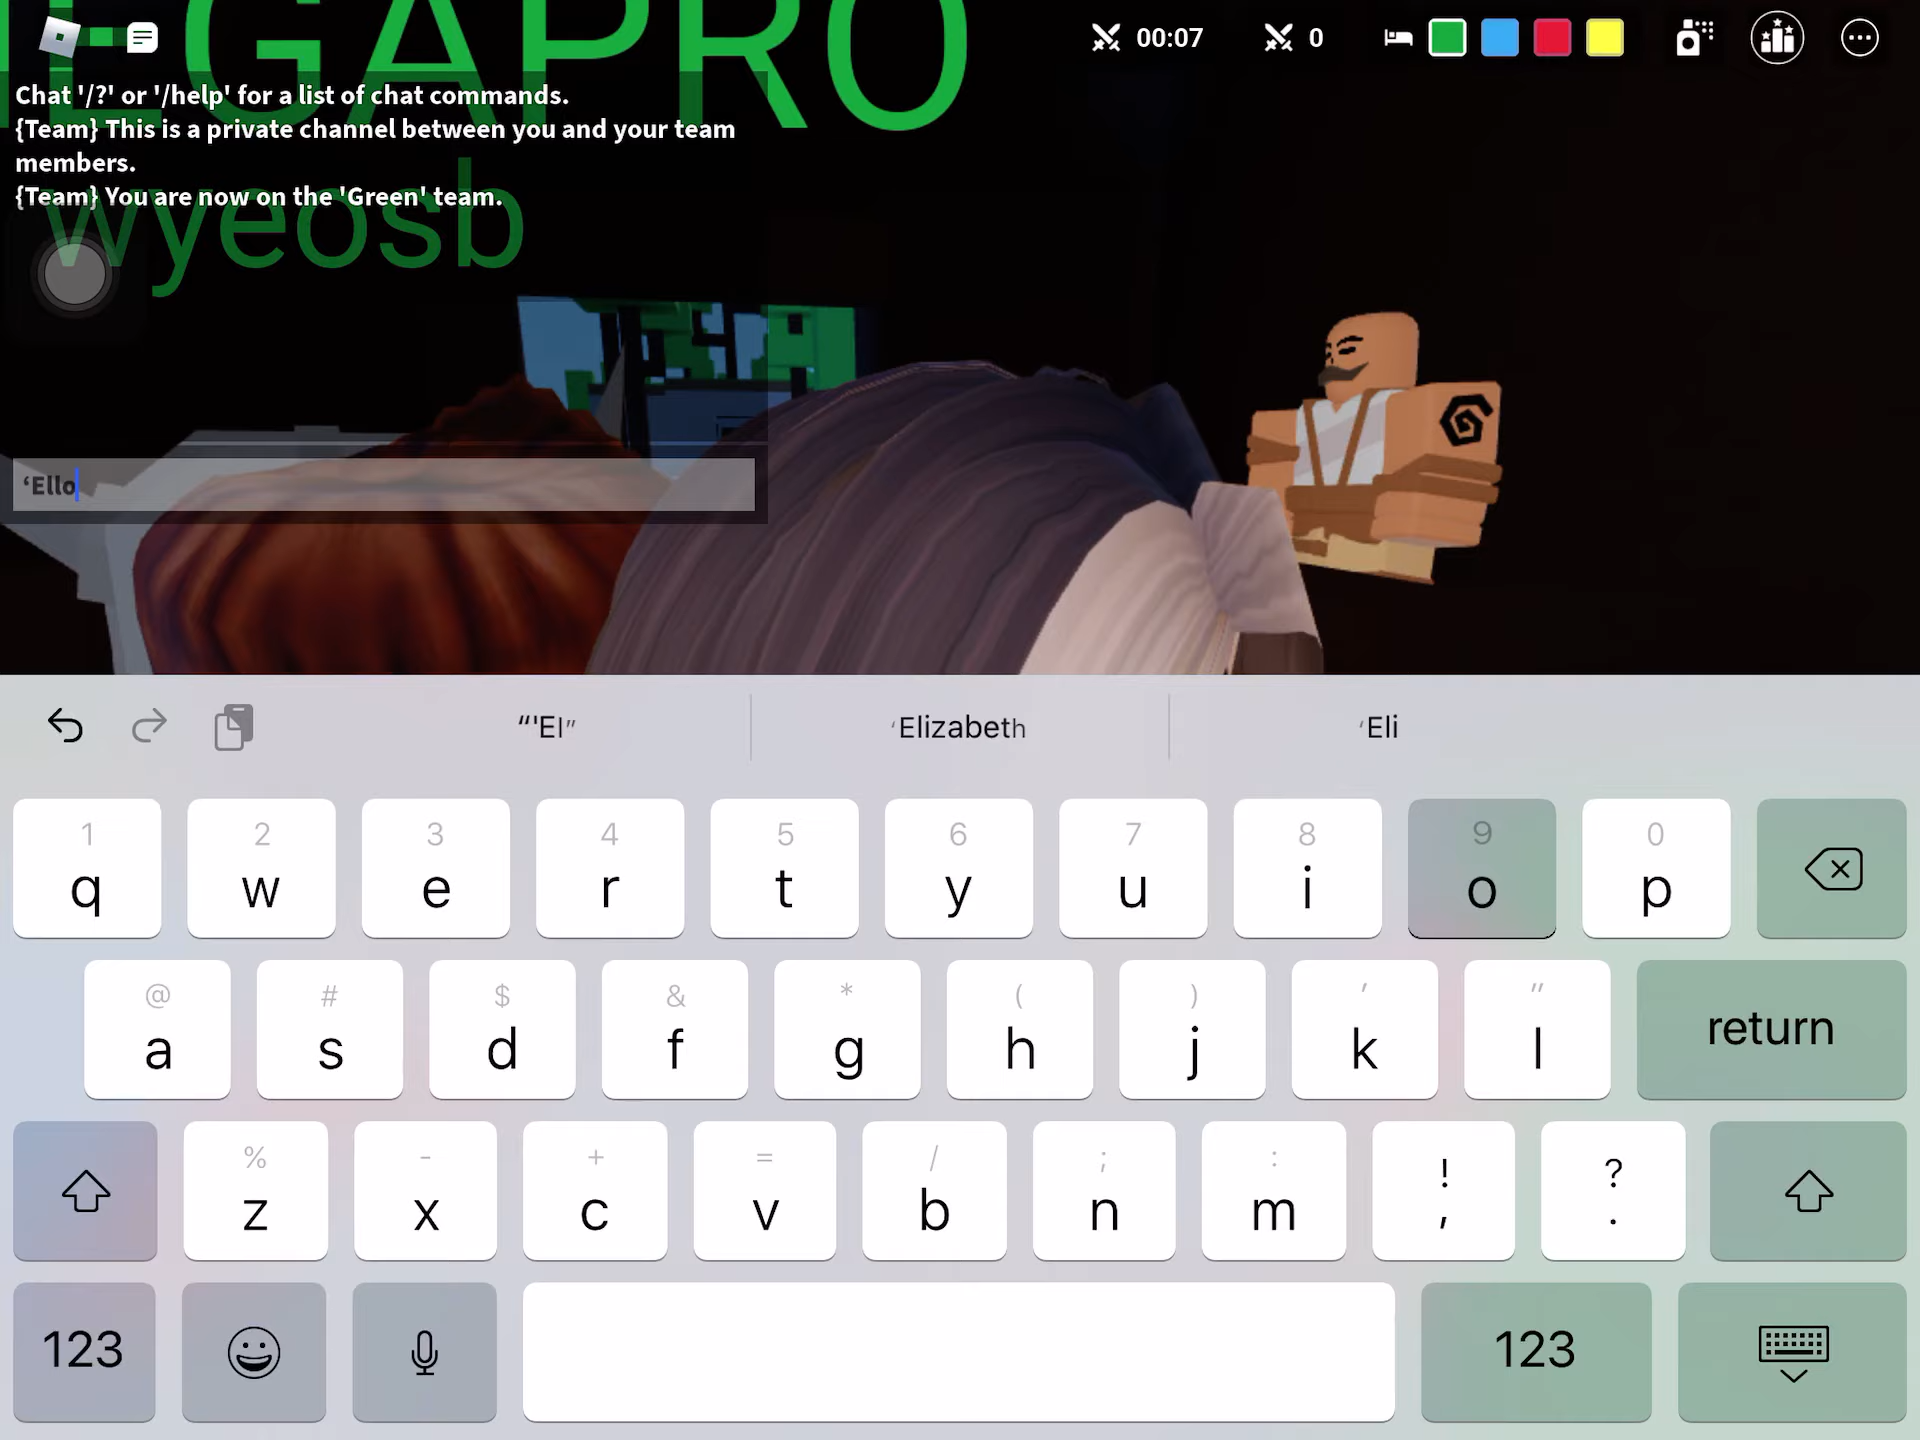 EGAPRO
00:07
0
Chat '/?' or '/help' for a list of chat commands.
{Team} This is a private channel between you and your team
members.
{Team} You are now on the 'Green' team.
wyeosb
‘Ello
“'El”
‘Elizabeth
‘Eli
1 2 3 4 5 6 7 8 9 0
q w e r t y u i o p
@ # $ & * ( ) ' "
a s d f g h j k l return
% - + = / ; : ! ?
z x c v b n m , .
123 123